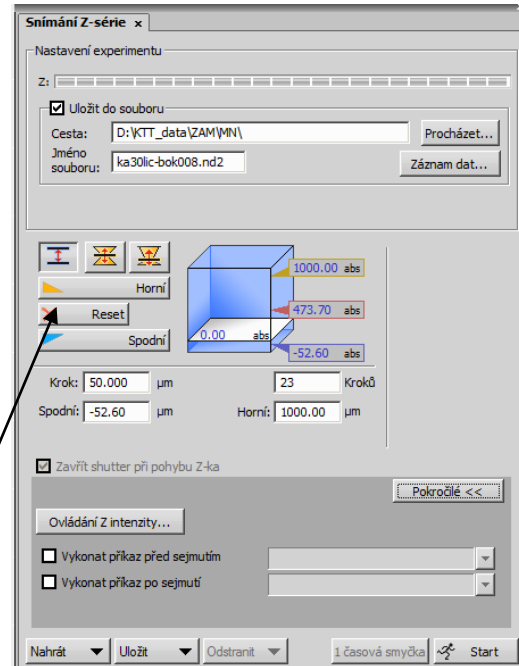 Snímání Z-série x
Nastavení experimentu
Z:
Uložit do souboru
Cesta: D:\KTT_data\ZAM\MN\ Procházet...
Jméno souboru: ka30lic-bok008.nd2 Záznam dat...
Horní
Reset
Spodní
1000.00 abs
473.70 abs
0.00 abs
-52.60 abs
Krok: 50.000 µm 23 Kroků
Spodní: -52.60 µm Horní: 1000.00 µm
Zavřít shutter při pohybu Z-ka
Pokročilé <<
Ovládání Z intenzity...
Vykonat příkaz před sejmutím
Vykonat příkaz po sejmutí
Nahrát Uložit Odstranit 1 časová smyčka Start